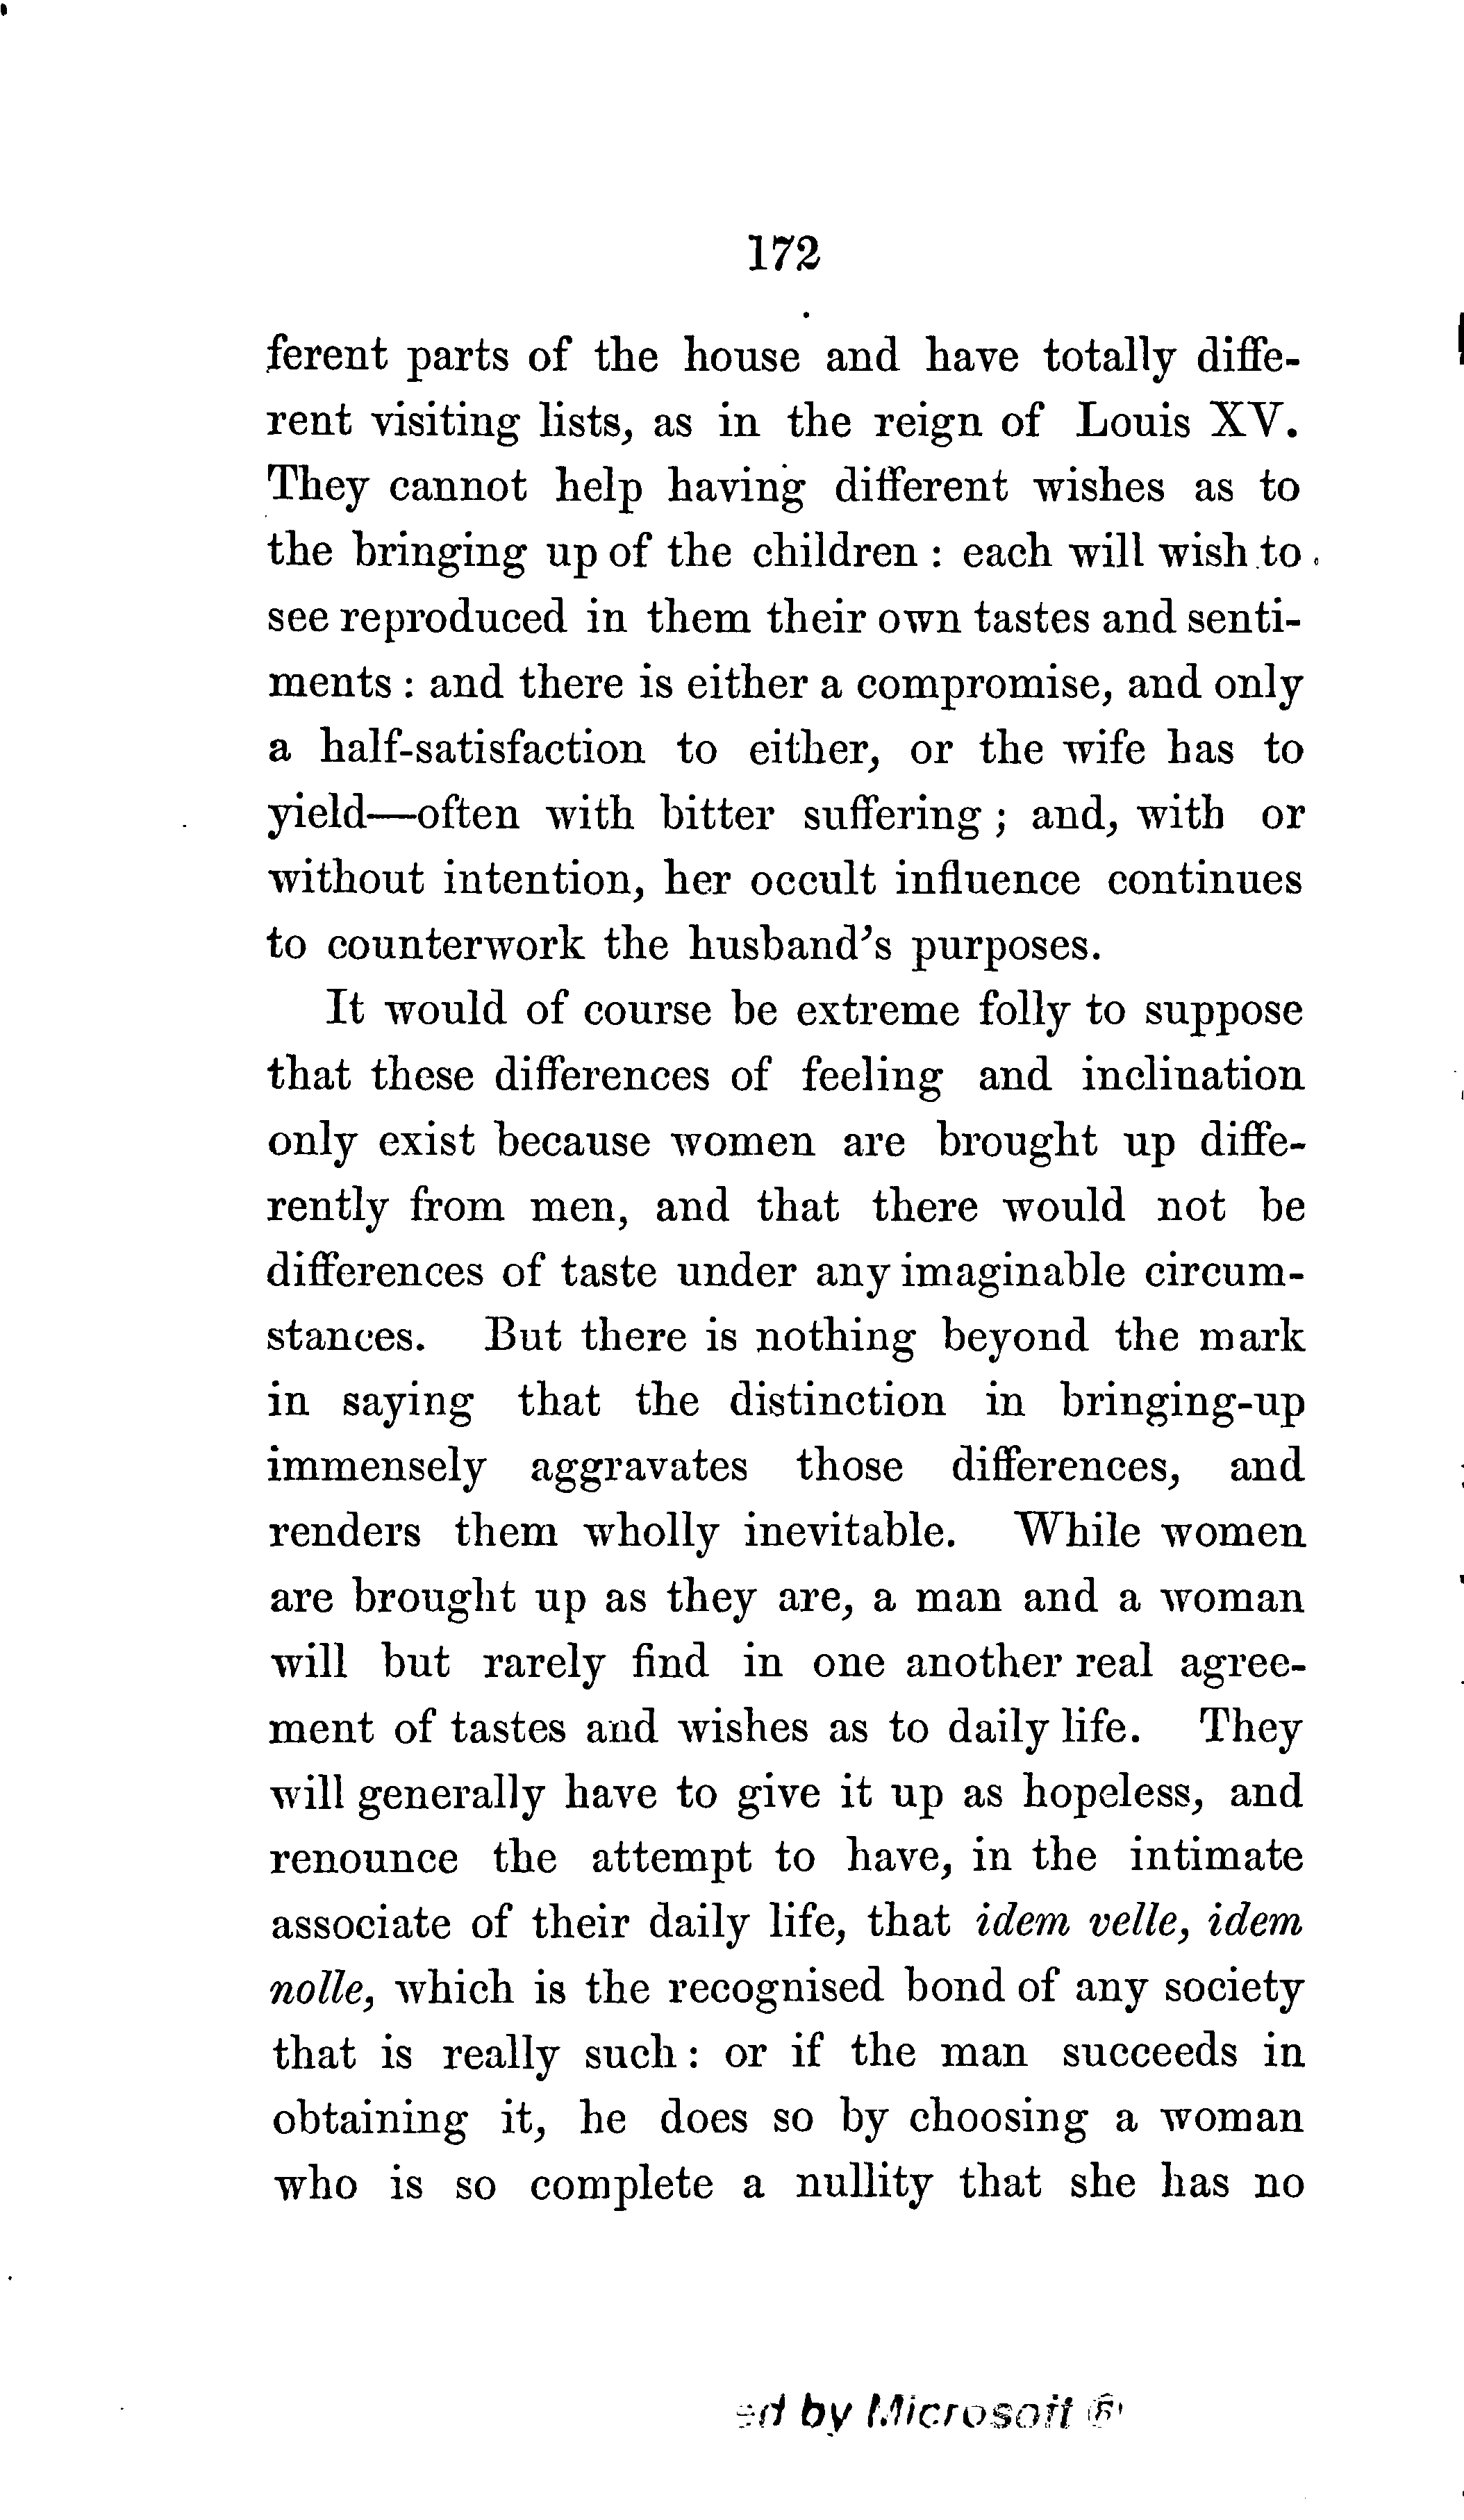 172
ferent parts of the house and have totally diffe-
rent visiting lists, as in the reign of Louis XV.
They cannot help having different wishes as to
the bringing up of the children : each will wish to
see reproduced in them their own tastes and senti-
ments : and there is either a compromise, and only
a half-satisfaction to either, or the wife has to
yield—often with bitter suffering ; and, with or
without intention, her occult influence continues
to counterwork the husband's purposes.
It would of course be extreme folly to suppose
that these differences of feeling and inclination
only exist because women are brought up diffe-
rently from men, and that there would not be
differences of taste under any imaginable circum-
stances. But there is nothing beyond the mark
in saying that the distinction in bringing-up
immensely aggravates those differences, and
renders them wholly inevitable. While women
are brought up as they are, a man and a woman
will but rarely find in one another real agree-
ment of tastes and wishes as to daily life. They
will generally have to give it up as hopeless, and
renounce the attempt to have, in the intimate
associate of their daily life, that idem velle, idem
nolle, which is the recognised bond of any society
that is really such : or if the man succeeds in
obtaining it, he does so by choosing a woman
who is so complete a nullity that she has no
by Microsoft ®